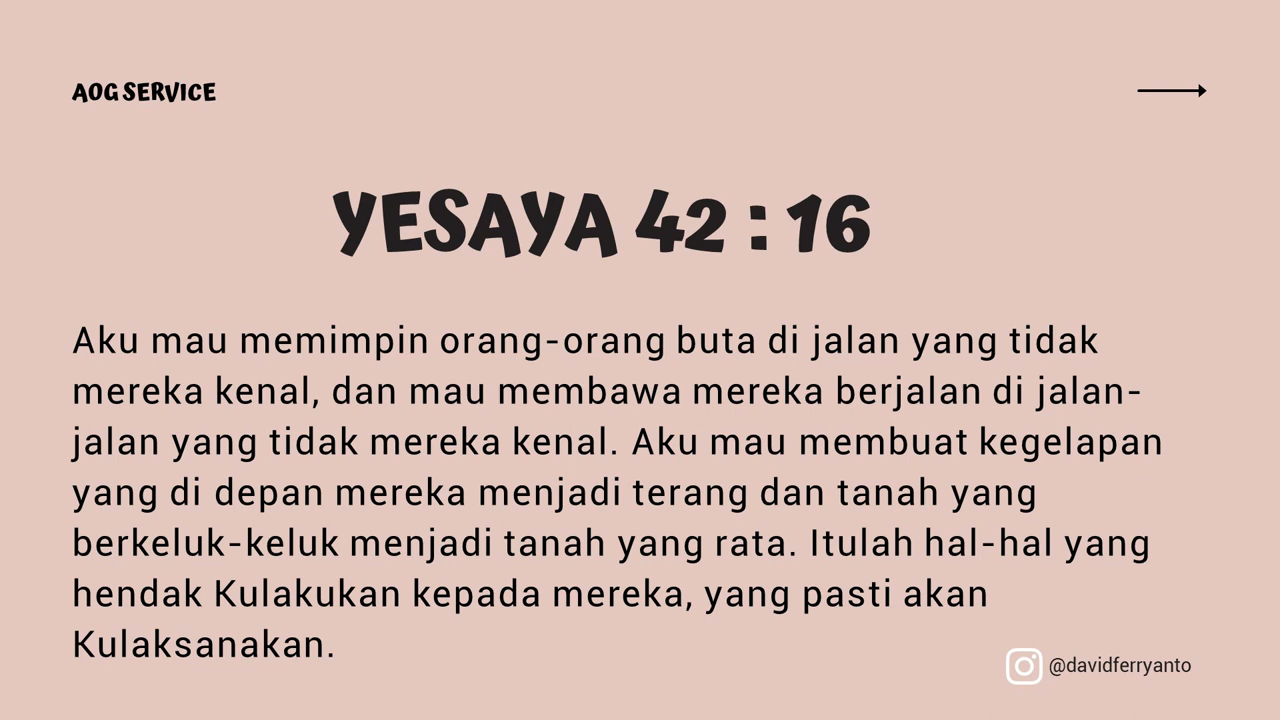 AOG SERVICE
YESAYA 42 : 16
Aku mau memimpin orang-orang buta di jalan yang tidak
mereka kenal, dan mau membawa mereka berjalan di jalan-
jalan yang tidak mereka kenal. Aku mau membuat kegelapan
yang di depan mereka menjadi terang dan tanah yang
berkeluk-keluk menjadi tanah yang rata. Itulah hal-hal yang
hendak Kulakukan kepada mereka, yang pasti akan
Kulaksanakan.
@davidferryanto